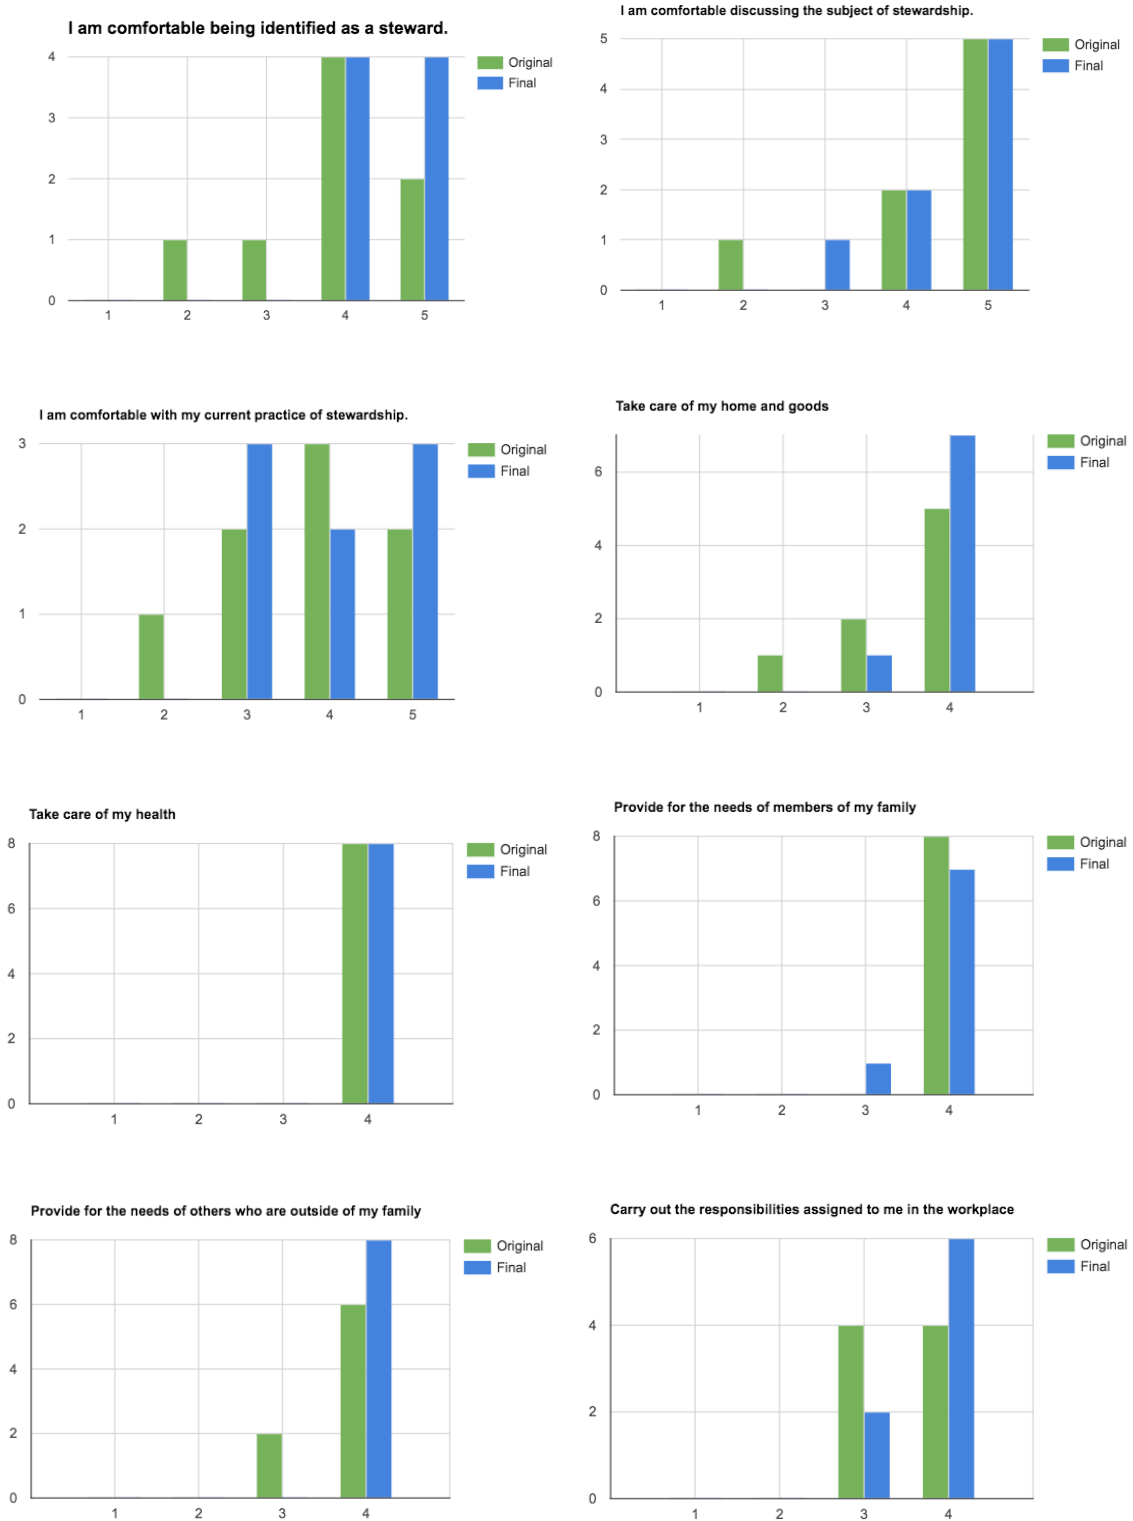 I am comfortable being identified as a steward.
4
3
2
1
0
1 2 3 4 5
Original
Final
I am comfortable discussing the subject of stewardship.
5
4
3
2
1
0
1 2 3 4 5
Original
Final
I am comfortable with my current practice of stewardship.
3
2
1
0
1 2 3 4 5
Original
Final
Take care of my home and goods
6
4
2
0
1 2 3 4
Original
Final
Take care of my health
8
6
4
2
0
1 2 3 4
Original
Final
Provide for the needs of members of my family
8
6
4
2
0
1 2 3 4
Original
Final
Provide for the needs of others who are outside of my family
8
6
4
2
0
1 2 3 4
Original
Final
Carry out the responsibilities assigned to me in the workplace
6
4
2
0
1 2 3 4
Original
Final